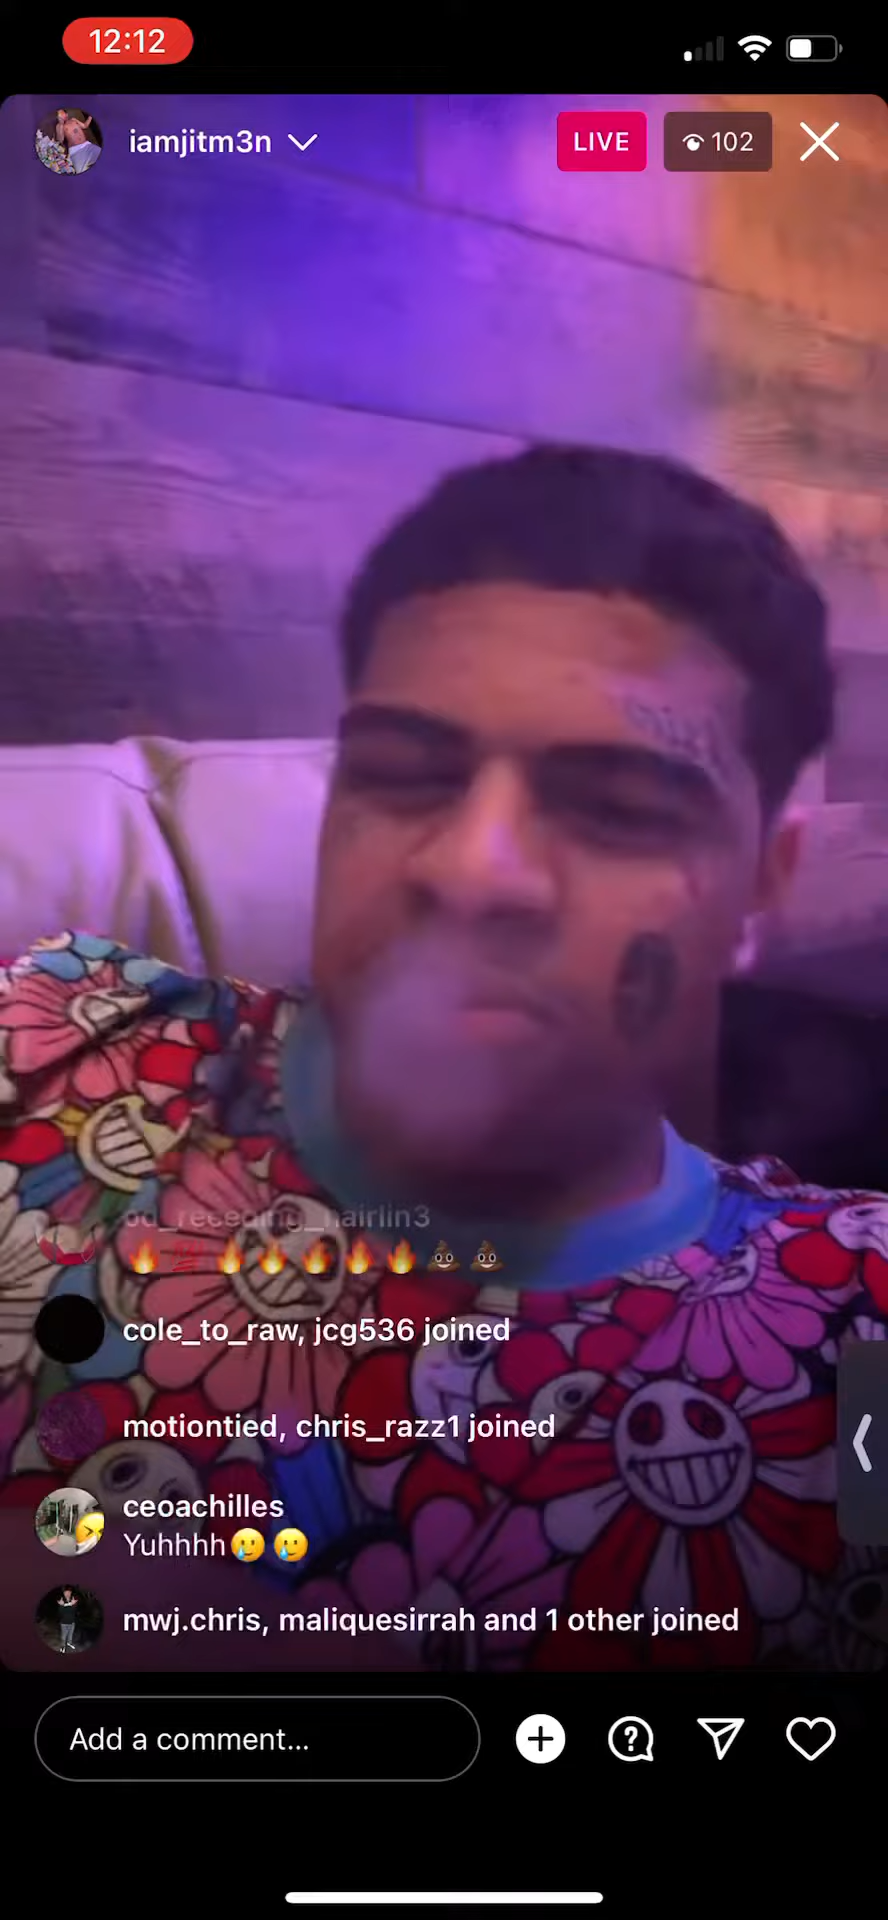 12:12
iamjitm3n
LIVE
102
od_receding_hairlin3
🔥💯🔥🔥🔥🔥🔥💩💩
cole_to_raw, jcg536 joined
motiontied, chris_razz1 joined
ceoachilles
Yuhhhh🥲🥲
mwj.chris, maliquesirrah and 1 other joined
Add a comment...